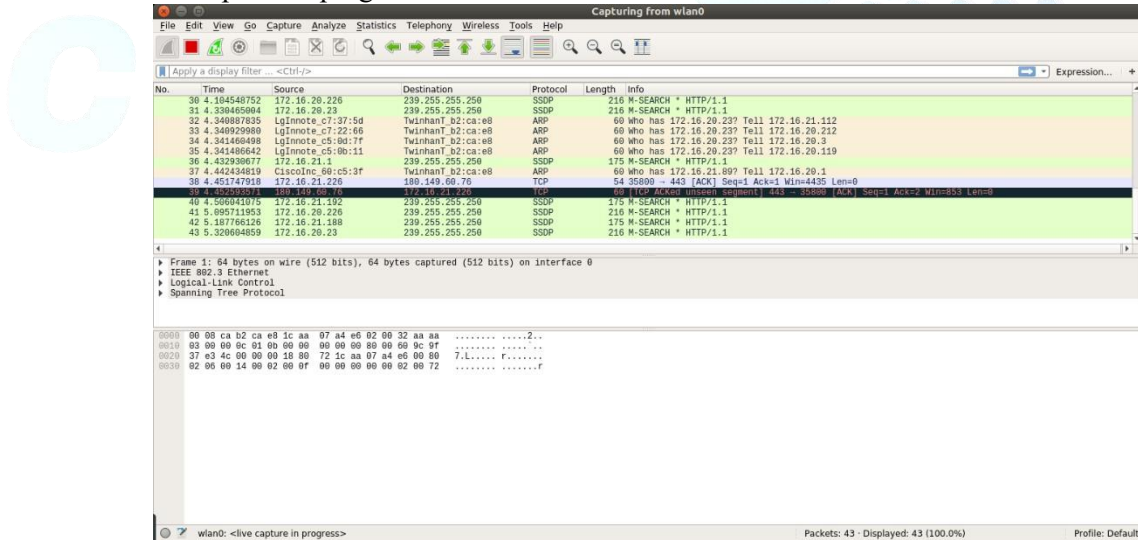 Capturing from wlan0
File Edit View Go Capture Analyze Statistics Telephony Wireless Tools Help
Apply a display filter ... <Ctrl-/> Expression... +
No. Time Source Destination Protocol Length Info
30 4.104548752 172.16.20.226 239.255.255.250 SSDP 216 M-SEARCH * HTTP/1.1
31 4.330465004 172.16.20.23 239.255.255.250 SSDP 216 M-SEARCH * HTTP/1.1
32 4.340887835 LgInnote_c7:37:5d TwinhanT_b2:ca:e8 ARP 60 Who has 172.16.20.23? Tell 172.16.21.112
33 4.340929980 LgInnote_c7:22:66 TwinhanT_b2:ca:e8 ARP 60 Who has 172.16.20.23? Tell 172.16.20.212
34 4.341460498 LgInnote_c5:0d:7f TwinhanT_b2:ca:e8 ARP 60 Who has 172.16.20.23? Tell 172.16.20.3
35 4.341486642 LgInnote_c5:0b:11 TwinhanT_b2:ca:e8 ARP 60 Who has 172.16.20.23? Tell 172.16.20.119
36 4.432930677 172.16.21.1 239.255.255.250 SSDP 175 M-SEARCH * HTTP/1.1
37 4.442434819 CiscoInc_60:c5:3f TwinhanT_b2:ca:e8 ARP 60 Who has 172.16.21.89? Tell 172.16.20.1
38 4.451747918 172.16.21.226 180.149.60.76 TCP 54 35800 → 443 [ACK] Seq=1 Ack=1 Win=4435 Len=0
39 4.452593571 180.149.60.76 172.16.21.226 TCP 60 [TCP ACKed unseen segment] 443 → 35800 [ACK] Seq=1 Ack=2 Win=853 Len=0
40 4.506041075 172.16.21.192 239.255.255.250 SSDP 175 M-SEARCH * HTTP/1.1
41 5.095711953 172.16.20.226 239.255.255.250 SSDP 216 M-SEARCH * HTTP/1.1
42 5.187766126 172.16.21.188 239.255.255.250 SSDP 175 M-SEARCH * HTTP/1.1
43 5.320604859 172.16.20.23 239.255.255.250 SSDP 216 M-SEARCH * HTTP/1.1
Frame 1: 64 bytes on wire (512 bits), 64 bytes captured (512 bits) on interface 0
IEEE 802.3 Ethernet
Logical-Link Control
Spanning Tree Protocol
0000 00 08 ca b2 ca e8 1c aa 07 a4 e6 02 00 32 aa aa ........ .....2..
0010 03 00 00 0c 01 0b 00 00 00 00 00 80 00 60 9c 9f ........ .....`..
0020 37 e3 4c 00 00 00 18 80 72 1c aa 07 a4 e6 00 80 7.L..... r.......
0030 02 06 00 14 00 02 00 0f 00 00 00 00 00 02 00 72 ........ .......r
wlan0: <live capture in progress> Packets: 43 · Displayed: 43 (100.0%) Profile: Default